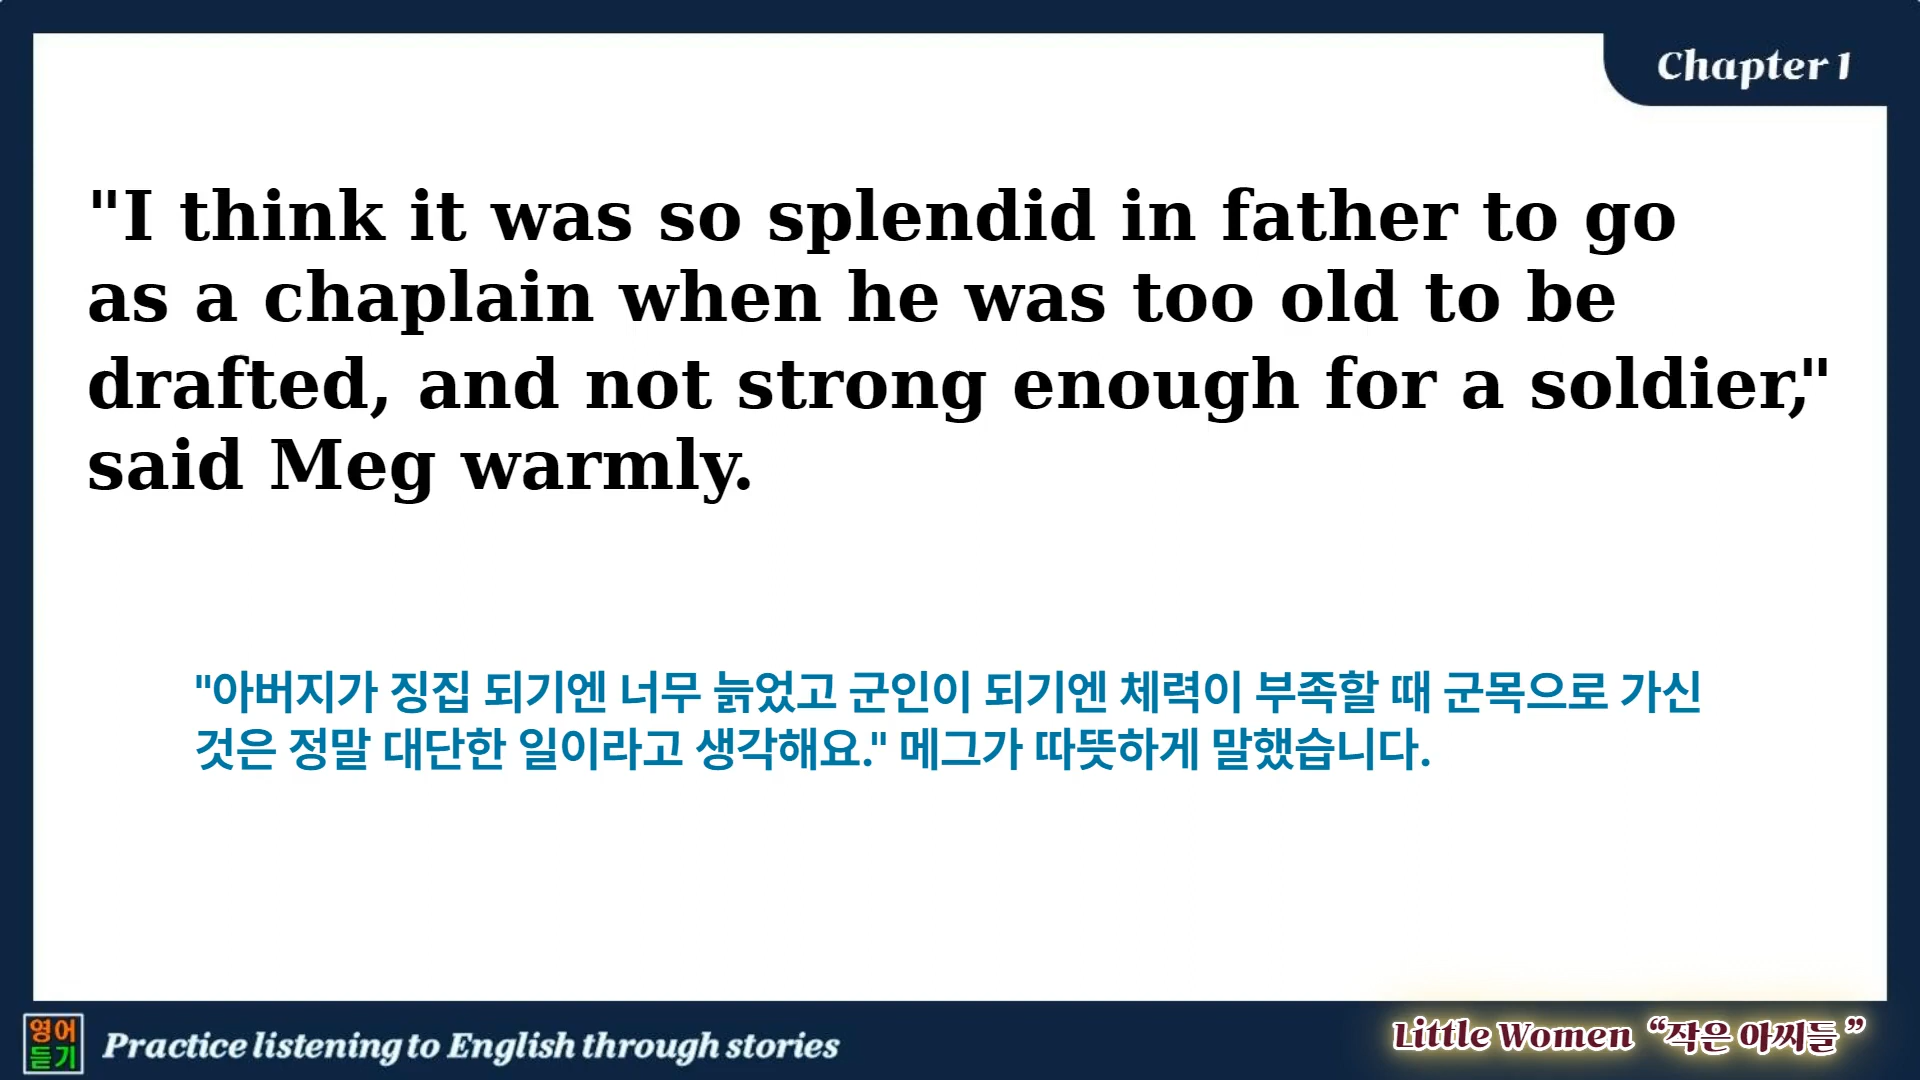 Chapter 1
"I think it was so splendid in father to go
as a chaplain when he was too old to be
drafted, and not strong enough for a soldier,"
said Meg warmly.
"아버지가 징집 되기엔 너무 늙었고 군인이 되기엔 체력이 부족할 때 군목으로 가신
것은 정말 대단한 일이라고 생각해요." 메그가 따뜻하게 말했습니다.
영어
듣기
Practice listening to English through stories
Little Women “작은 아씨들”